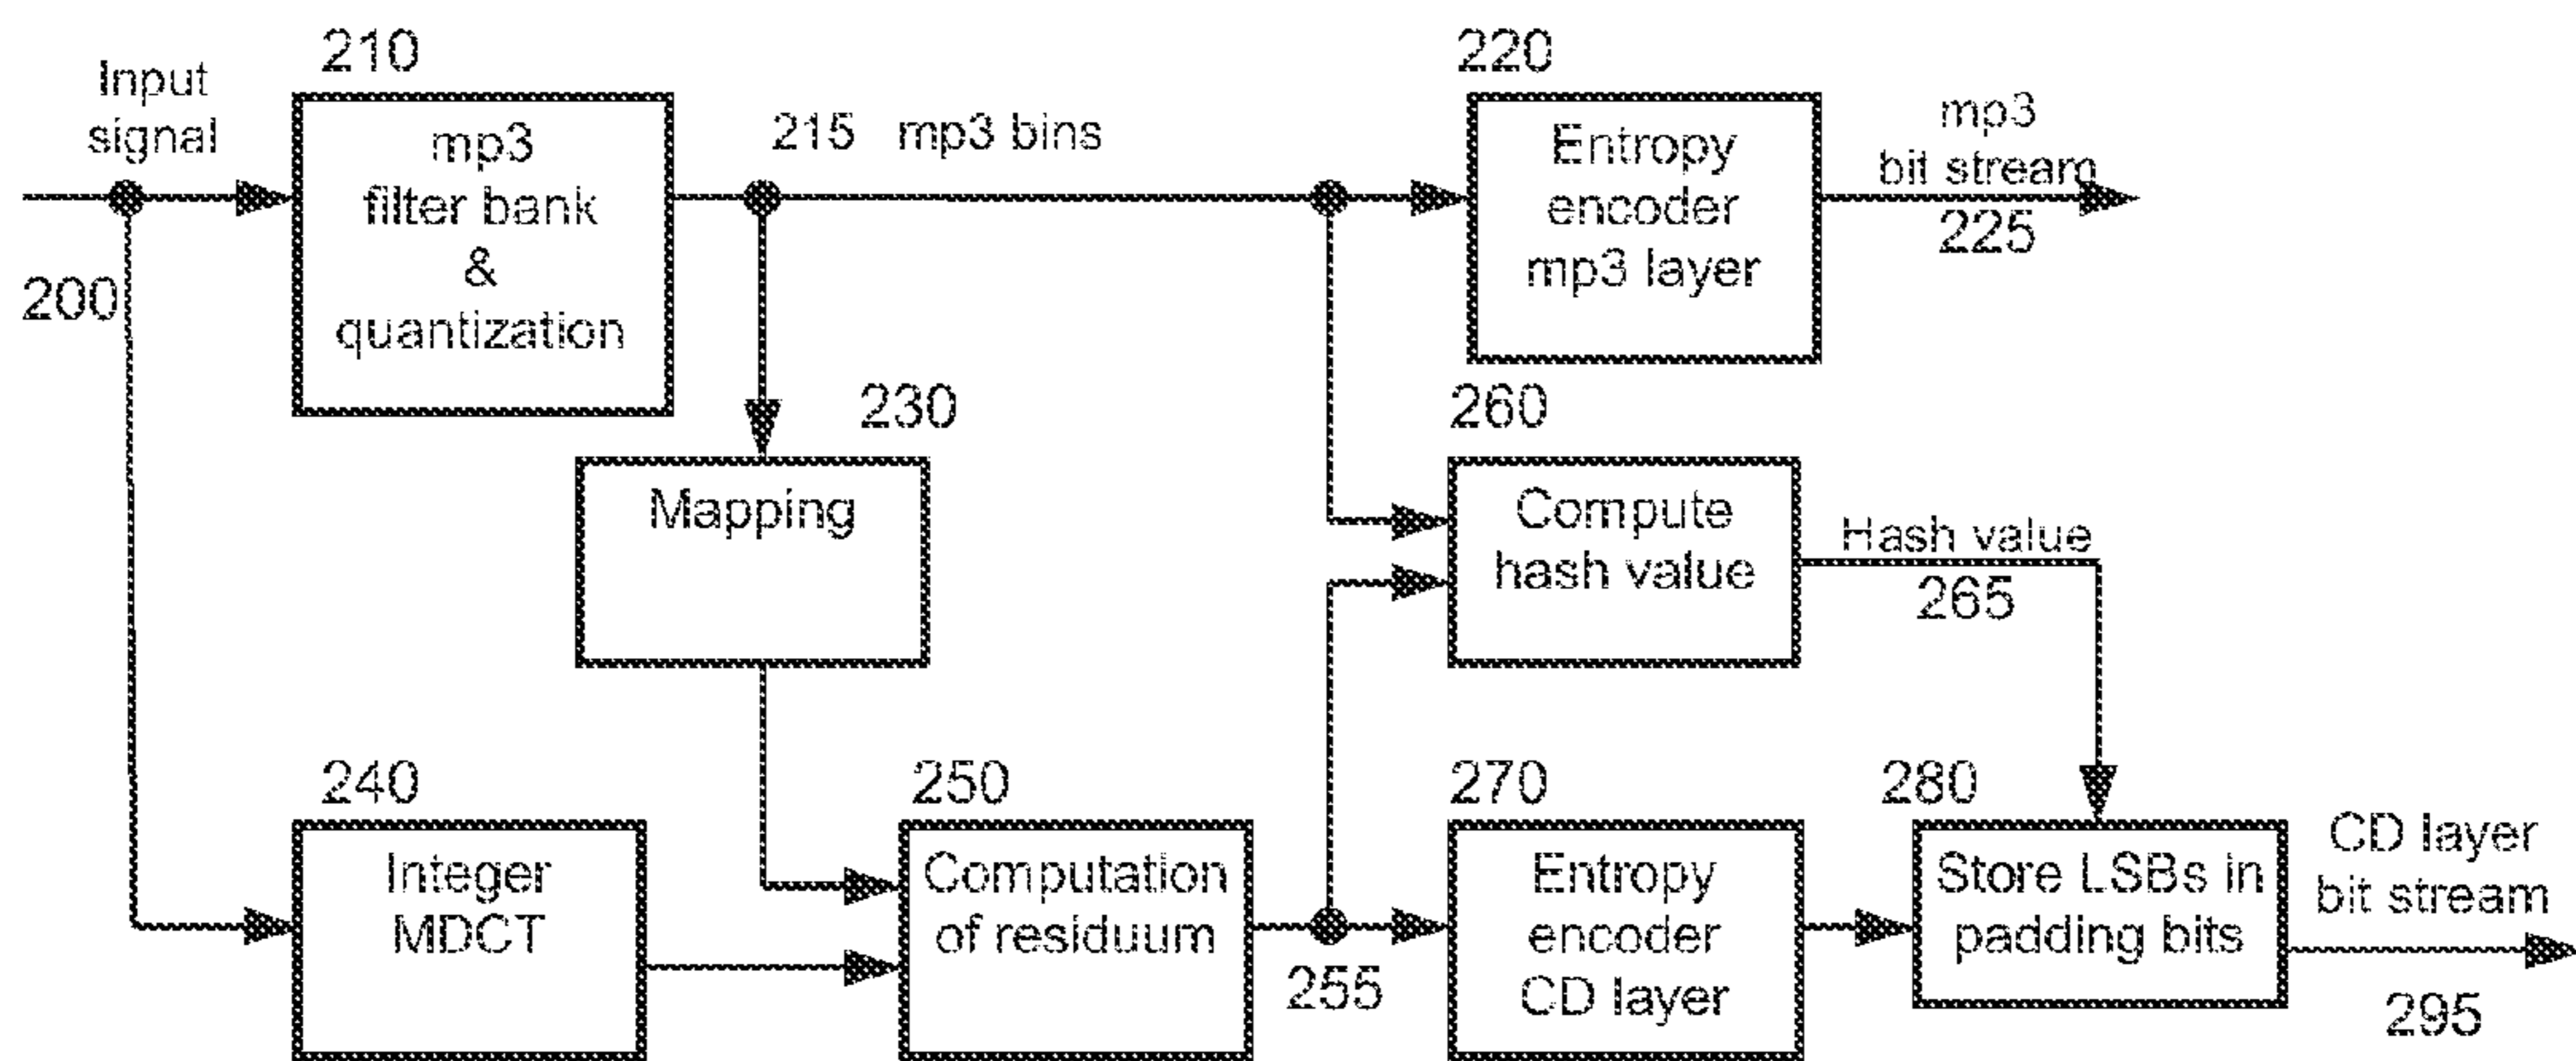 Input
signal
200
210
mp3
filter bank
&
quantization
215 mp3 bins
220
Entropy
encoder
mp3 layer
mp3
bit stream
225
230
Mapping
260
Compute
hash value
Hash value
265
240
Integer
MDCT
250
Computation
of residuum
255
270
Entropy
encoder
CD layer
280
Store LSBs in
padding bits
CD layer
bit stream
295